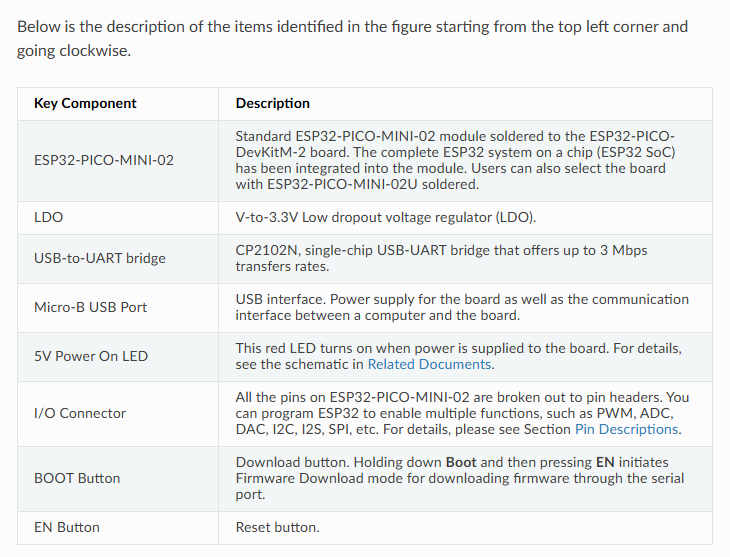 Below is the description of the items identified in the figure starting from the top left corner and
going clockwise.
Key Component
Description
ESP32-PICO-MINI-02
Standard ESP32-PICO-MINI-02 module soldered to the ESP32-PICO-
DevKitM-2 board. The complete ESP32 system on a chip (ESP32 SoC)
has been integrated into the module. Users can also select the board
with ESP32-PICO-MINI-02U soldered.
LDO
V-to-3.3V Low dropout voltage regulator (LDO).
USB-to-UART bridge
CP2102N, single-chip USB-UART bridge that offers up to 3 Mbps
transfers rates.
Micro-B USB Port
USB interface. Power supply for the board as well as the communication
interface between a computer and the board.
5V Power On LED
This red LED turns on when power is supplied to the board. For details,
see the schematic in Related Documents.
I/O Connector
All the pins on ESP32-PICO-MINI-02 are broken out to pin headers. You
can program ESP32 to enable multiple functions, such as PWM, ADC,
DAC, I2C, I2S, SPI, etc. For details, please see Section Pin Descriptions.
BOOT Button
Download button. Holding down Boot and then pressing EN initiates
Firmware Download mode for downloading firmware through the serial
port.
EN Button
Reset button.